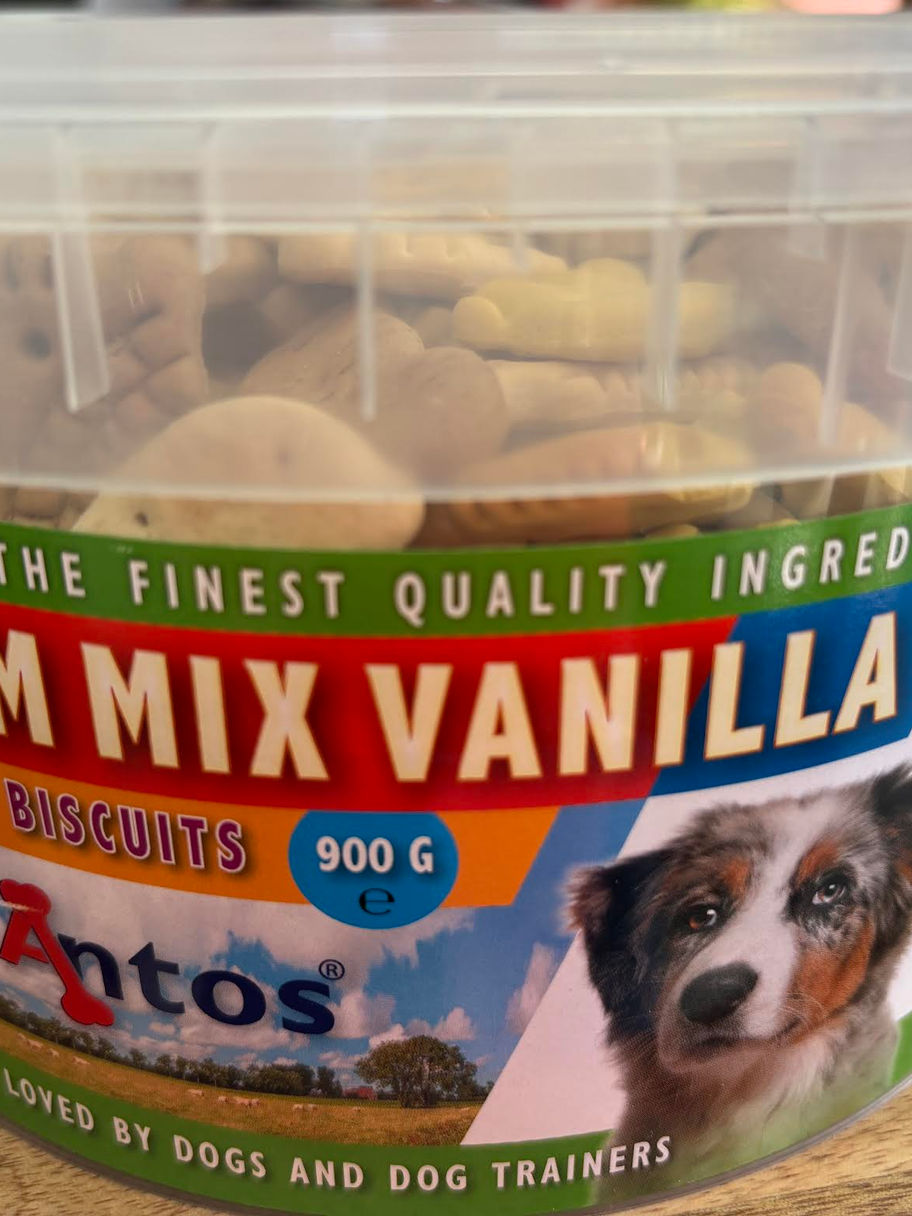 THE FINEST QUALITY INGRED
M MIX VANILLA
BISCUITS
900 G
℮
Antos®
LOVED BY DOGS AND DOG TRAINERS